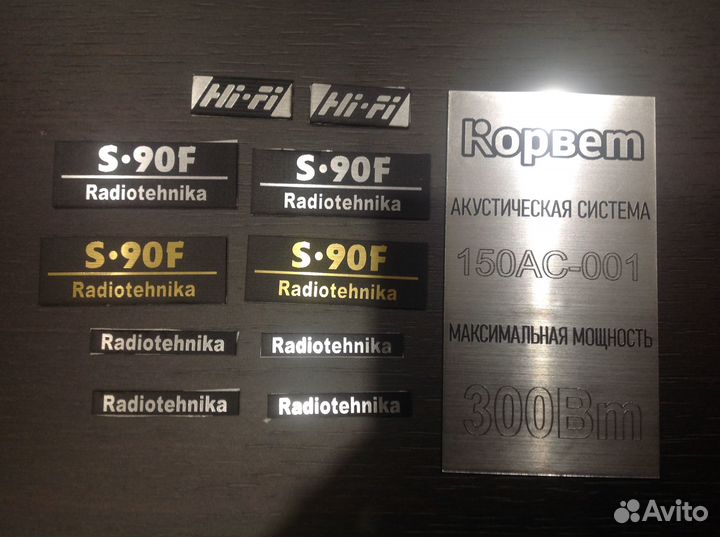 Hi-Fi
Hi-Fi
S·90F
Radiotehnika
S·90F
Radiotehnika
S·90F
Radiotehnika
S·90F
Radiotehnika
Radiotehnika
Radiotehnika
Radiotehnika
Radiotehnika
Корвет
АКУСТИЧЕСКАЯ СИСТЕМА
150АС-001
МАКСИМАЛЬНАЯ МОЩНОСТЬ
300Вт
Avito